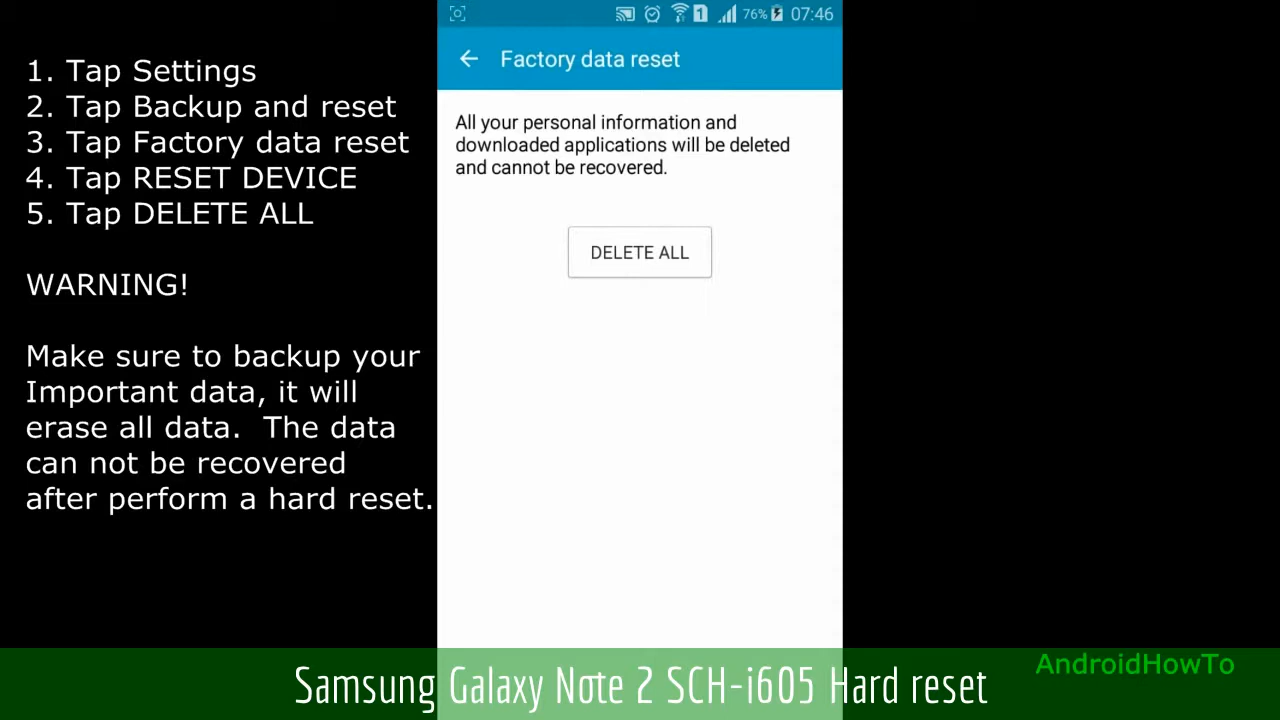 1. Tap Settings
2. Tap Backup and reset
3. Tap Factory data reset
4. Tap RESET DEVICE
5. Tap DELETE ALL
WARNING!
Make sure to backup your
Important data, it will
erase all data.  The data
can not be recovered
after perform a hard reset.
1 76% 07:46
Factory data reset
All your personal information and
downloaded applications will be deleted
and cannot be recovered.
DELETE ALL
AndroidHowTo
Samsung Galaxy Note 2 SCH-i605 Hard reset